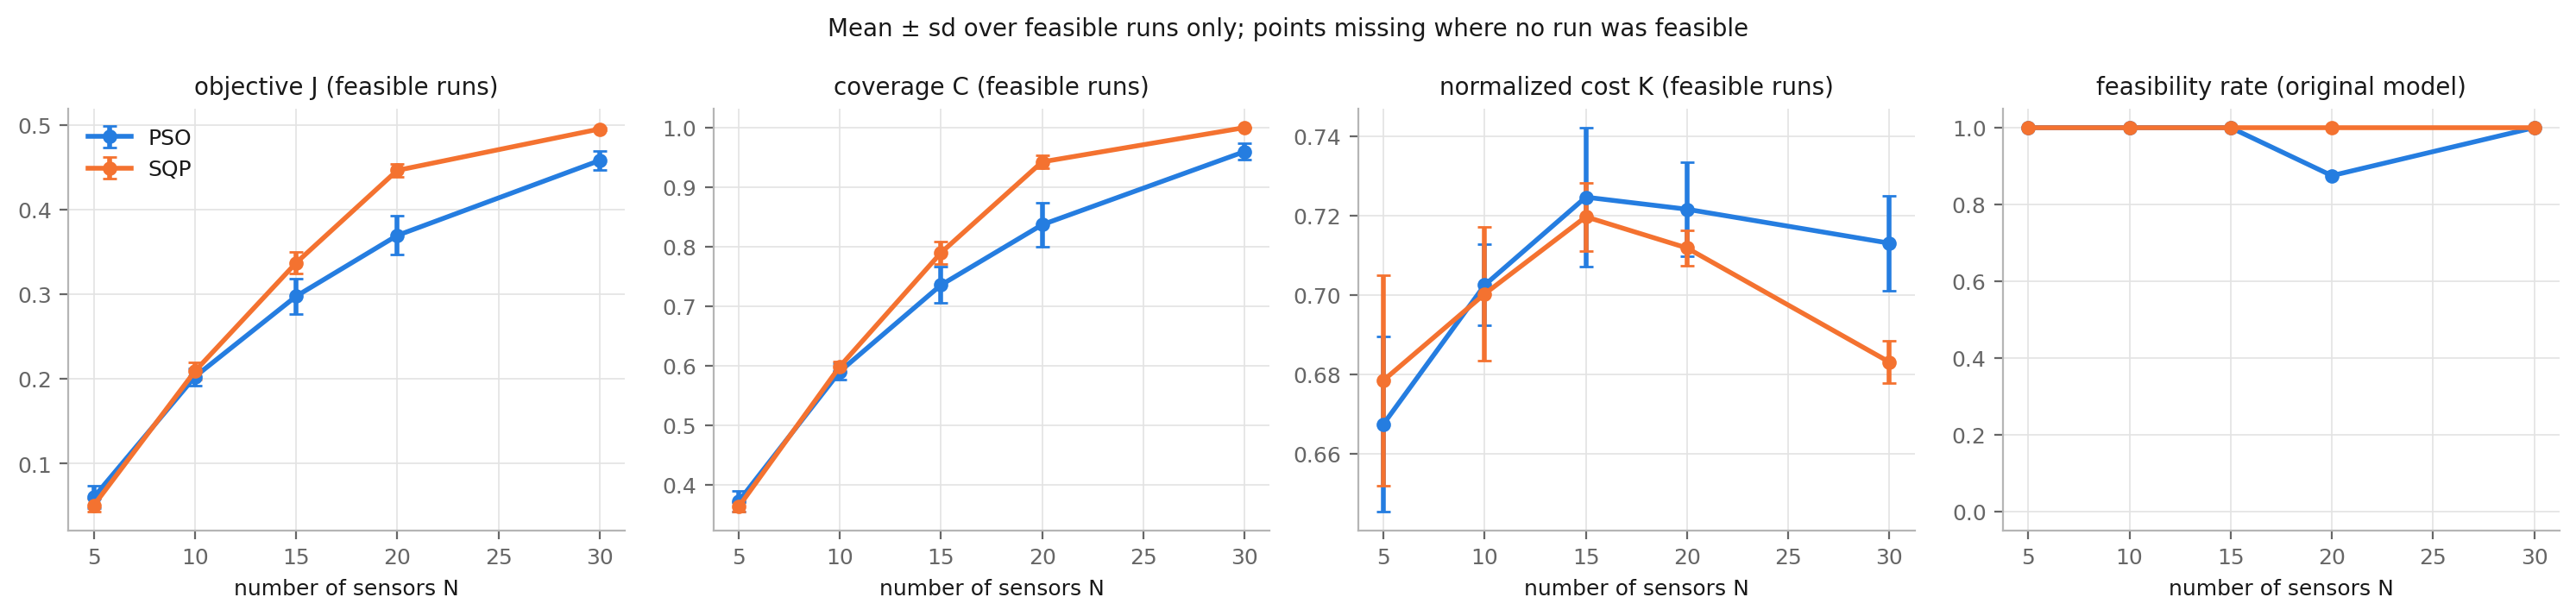 Mean ± sd over feasible runs only; points missing where no run was feasible
objective J (feasible runs)
0.5
0.4
0.3
0.2
0.1
PSO
SQP
5 10 15 20 25 30
number of sensors N
coverage C (feasible runs)
1.0
0.9
0.8
0.7
0.6
0.5
0.4
5 10 15 20 25 30
number of sensors N
normalized cost K (feasible runs)
0.74
0.72
0.70
0.68
0.66
5 10 15 20 25 30
number of sensors N
feasibility rate (original model)
1.0
0.8
0.6
0.4
0.2
0.0
5 10 15 20 25 30
number of sensors N